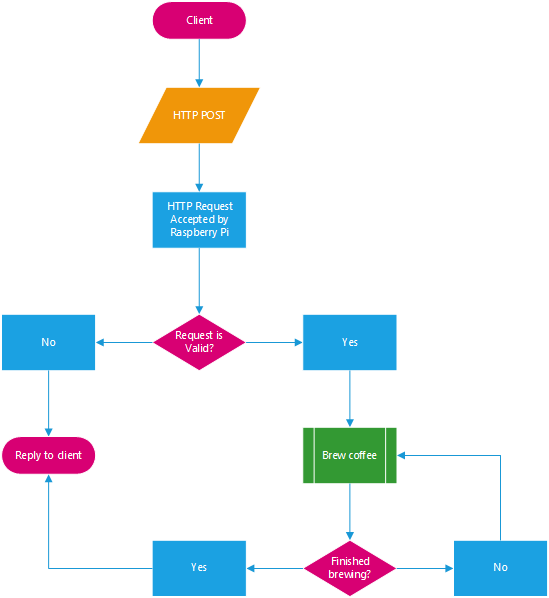 Client
HTTP POST
HTTP Request
Accepted by
Raspberry Pi
No
Request is
Valid?
Yes
Reply to client
Brew coffee
Yes
Finished
brewing?
No